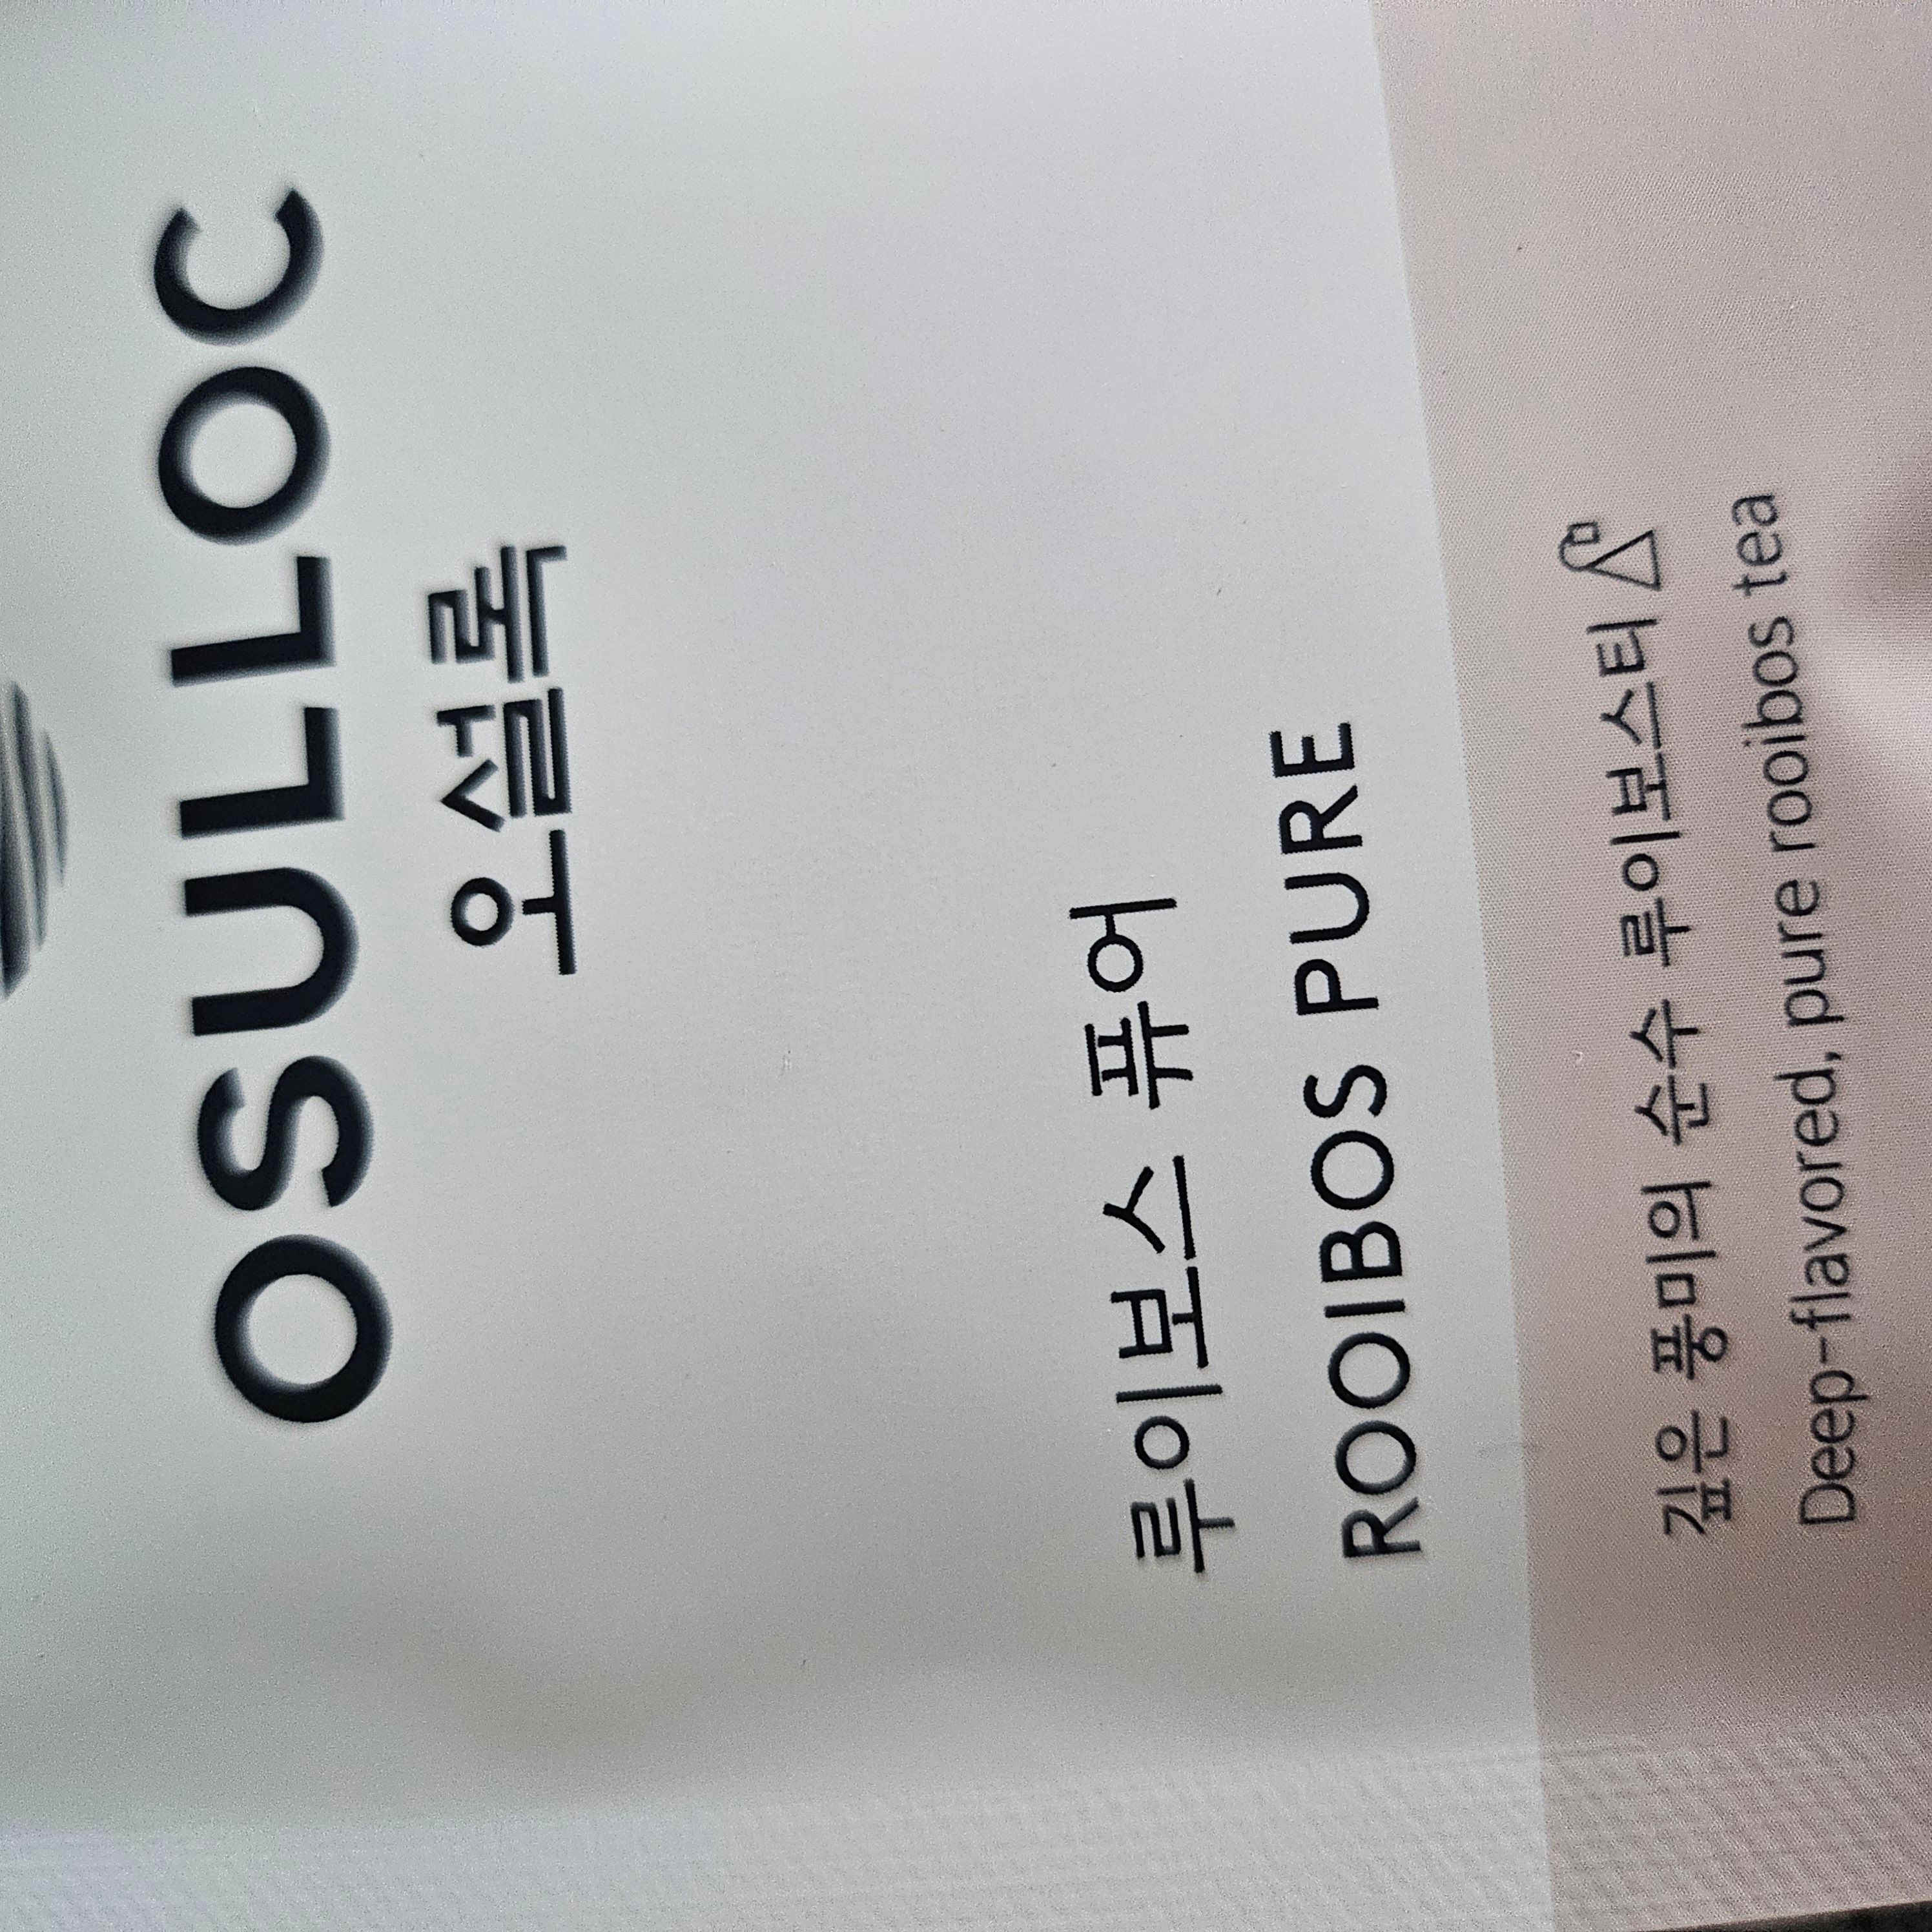 OSULLOC
오설록
루이보스 퓨어
ROOIBOS PURE
깊은 풍미의 순수 루이보스티
Deep-flavored, pure rooibos tea